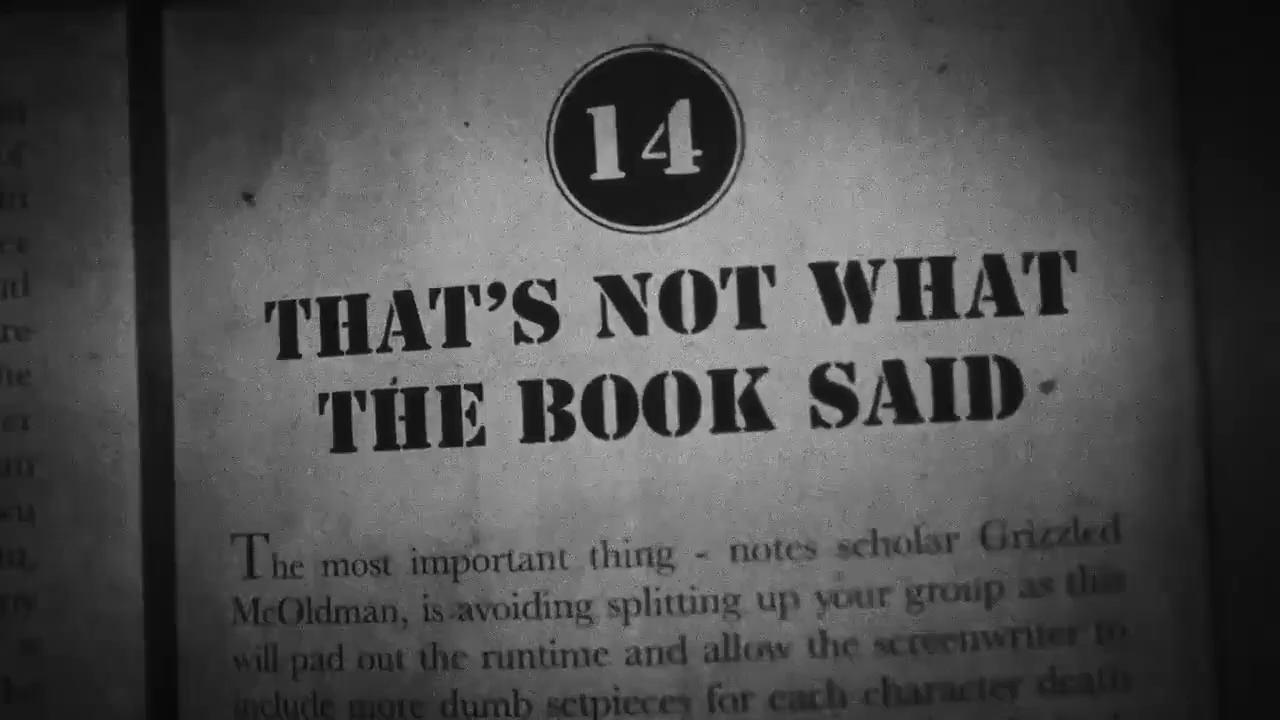 14
THAT'S NOT WHAT
THE BOOK SAID
The most important thing - notes scholar Grizzled
McOldman, is avoiding splitting up your group as this
will pad out the runtime and allow the screenwriter to
include more dumb setpieces for each character death